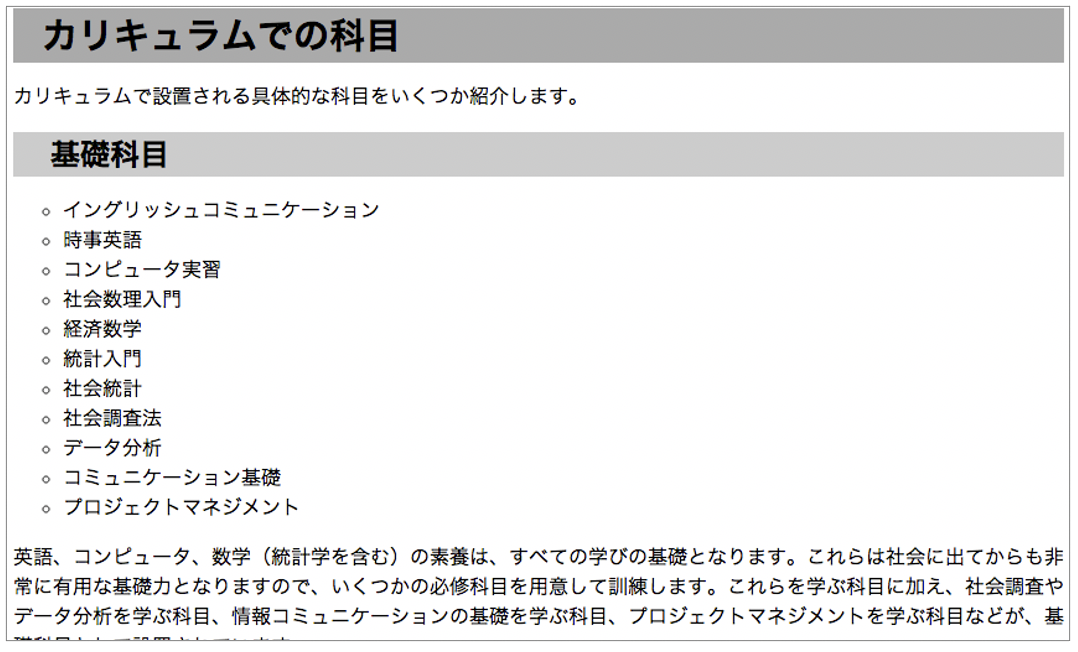 カリキュラムでの科目
カリキュラムで設置される具体的な科目をいくつか紹介します。
基礎科目
イングリッシュコミュニケーション
時事英語
コンピュータ実習
社会数理入門
経済数学
統計入門
社会統計
社会調査法
データ分析
コミュニケーション基礎
プロジェクトマネジメント
英語、コンピュータ、数学（統計学を含む）の素養は、すべての学びの基礎となります。これらは社会に出てからも非
常に有用な基礎力となりますので、いくつかの必修科目を用意して訓練します。これらを学ぶ科目に加え、社会調査や
データ分析を学ぶ科目、情報コミュニケーションの基礎を学ぶ科目、プロジェクトマネジメントを学ぶ科目などが、基